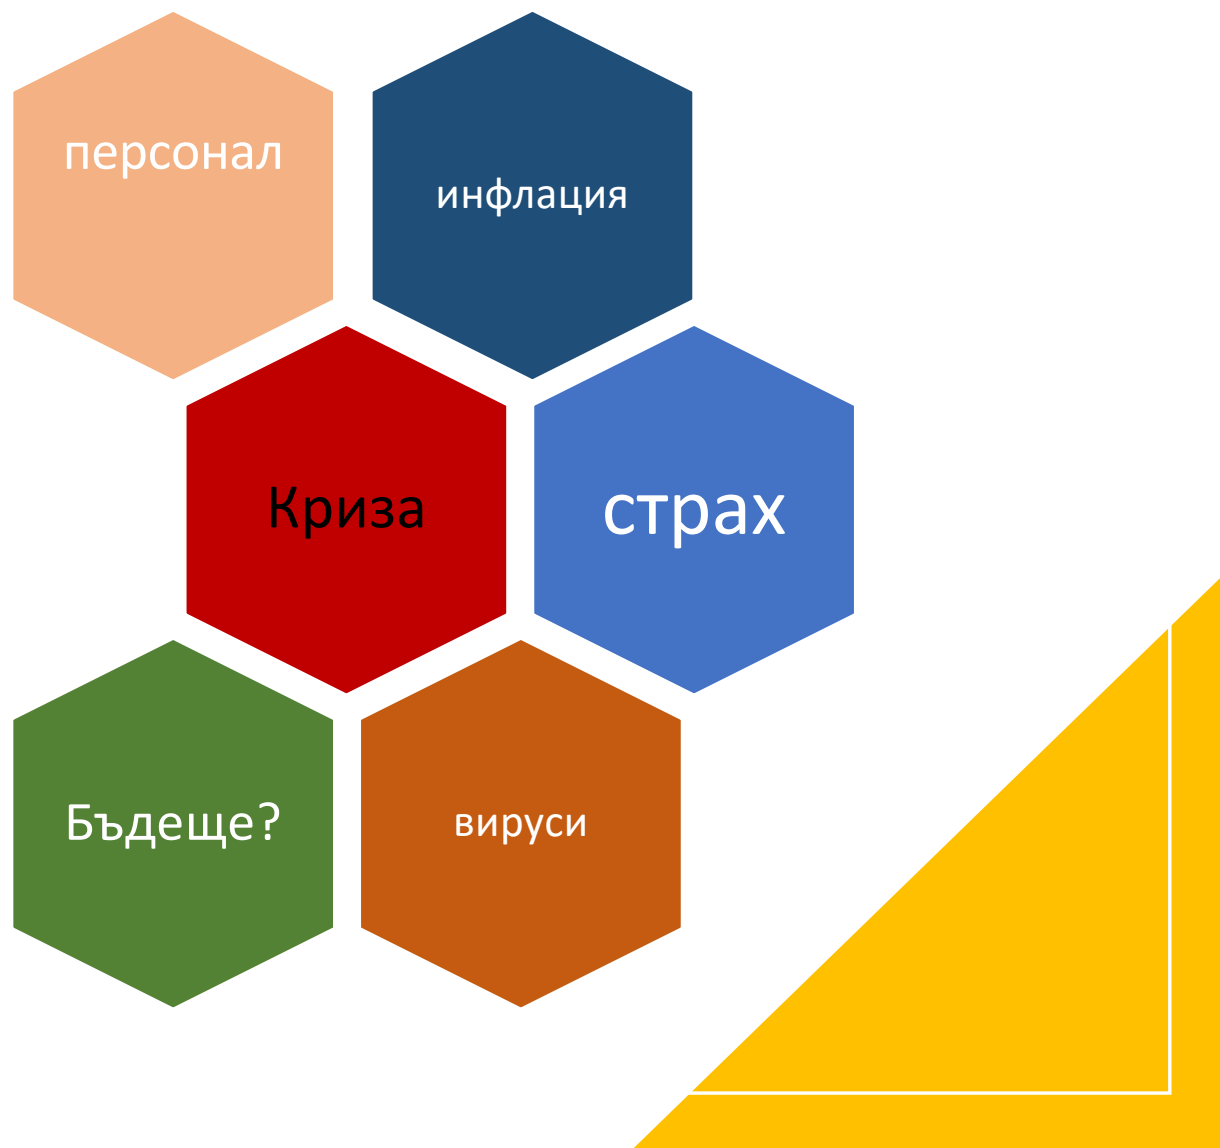 персонал
инфлация
Криза
страх
Бъдеще?
вируси